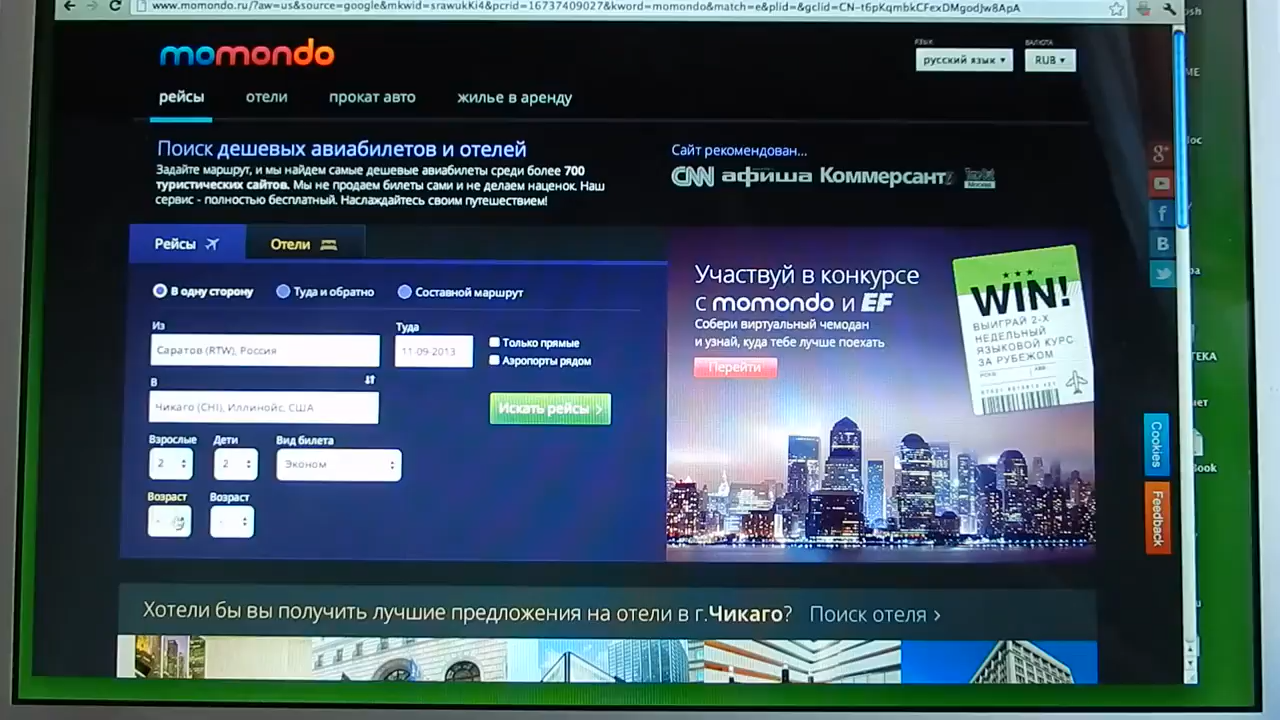 www.momondo.ru/?aw=us&source=google&mkwid=srawukKi4&pcrid=16737409027&kword=momondo&match=e&plid=&gclid=CN-t6pKqmbkCFexDMgodJw8ApA
momondo
язык
русский язык
валюта
RUB
рейсы
отели
прокат авто
жилье в аренду
Поиск дешевых авиабилетов и отелей
Задайте маршрут, и мы найдем самые дешевые авиабилеты среди более 700
туристических сайтов. Мы не продаем билеты сами и не делаем наценок. Наш
сервис - полностью бесплатный. Наслаждайтесь своим путешествием!
Сайт рекомендован...
CNN афиша Коммерсантъ
Москва
Рейсы
Отели
В одну сторону
Туда и обратно
Составной маршрут
Из
Саратов (RTW), Россия
Туда
11-09-2013
Только прямые
Аэропорты рядом
В
Чикаго (CHI), Иллинойс, США
Искать рейсы >
Взрослые
2
Дети
2
Вид билета
Эконом
Возраст
-
Возраст
-
Участвуй в конкурсе
с momondo и EF
Собери виртуальный чемодан
и узнай, куда тебе лучше поехать
Перейти
WIN!
ВЫИГРАЙ 2-Х
НЕДЕЛЬНЫЙ
ЯЗЫКОВОЙ КУРС
ЗА РУБЕЖОМ
g+
f
B
Cookies
Feedback
Хотели бы вы получить лучшие предложения на отели в г.Чикаго? Поиск отеля >